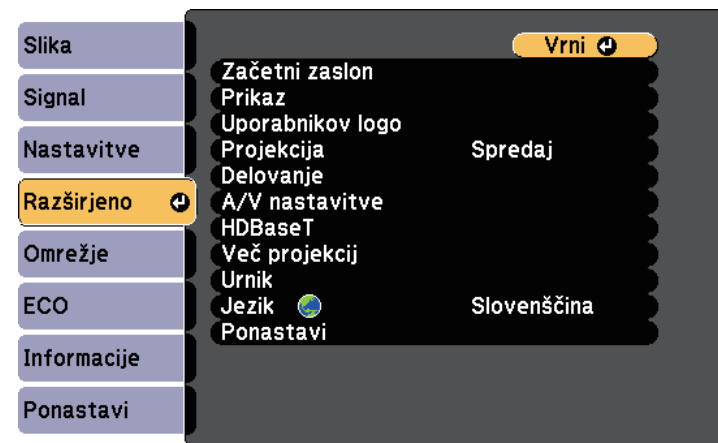 Slika
Signal
Nastavitve
Razširjeno
Omrežje
ECO
Informacije
Ponastavi
Vrni
Začetni zaslon
Prikaz
Uporabnikov logo
Projekcija Spredaj
Delovanje
A/V nastavitve
HDBaseT
Več projekcij
Urnik
Jezik Slovenščina
Ponastavi